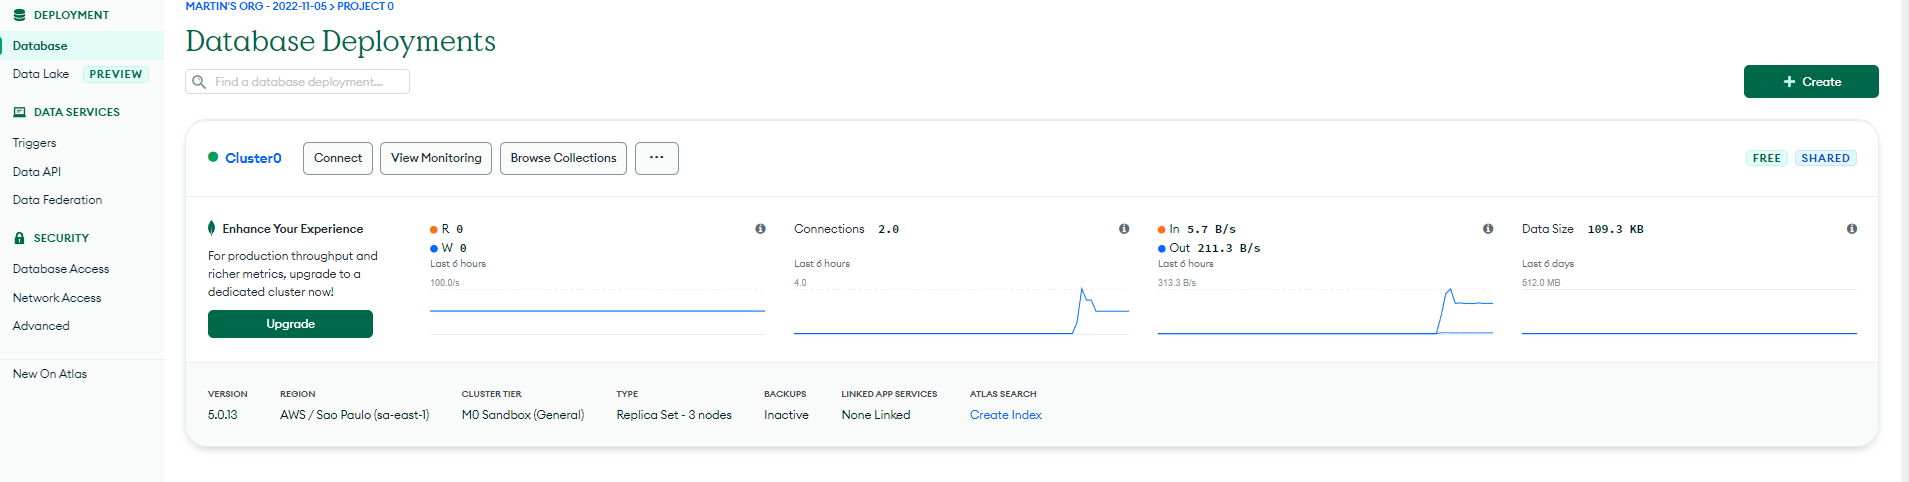 DEPLOYMENT
Database
Data Lake PREVIEW
DATA SERVICES
Triggers
Data API
Data Federation
SECURITY
Database Access
Network Access
Advanced
New On Atlas
MARTIN'S ORG - 2022-11-05 > PROJECT 0
Database Deployments
Find a database deployment...
+ Create
Cluster0 Connect View Monitoring Browse Collections ...
FREE SHARED
Enhance Your Experience
For production throughput and
richer metrics, upgrade to a
dedicated cluster now!
Upgrade
R 0
W 0
Last 6 hours
100.0/s
Connections 2.0
Last 6 hours
4.0
In 5.7 B/s
Out 211.3 B/s
Last 6 hours
313.3 B/s
Data Size 109.3 KB
Last 6 days
512.0 MB
VERSION REGION CLUSTER TIER TYPE BACKUPS LINKED APP SERVICES ATLAS SEARCH
5.0.13 AWS / Sao Paulo (sa-east-1) M0 Sandbox (General) Replica Set - 3 nodes Inactive None Linked Create Index